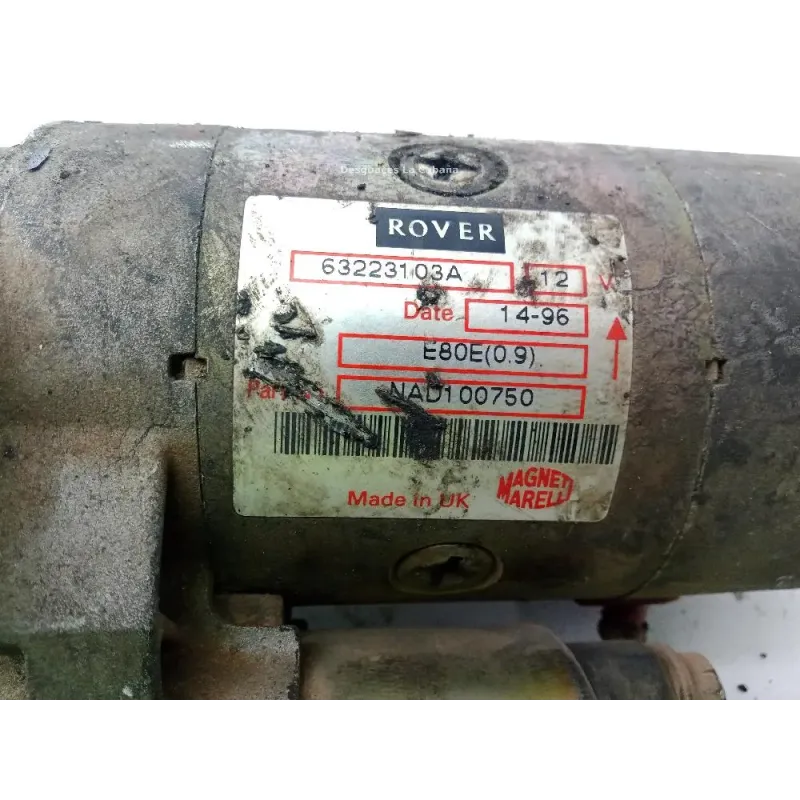 Desguaces La Cabana
ROVER
63223103A 12 V
Date 14-96
E80E(0.9)
NAD100750
Made in UK
MAGNETI
MARELLI